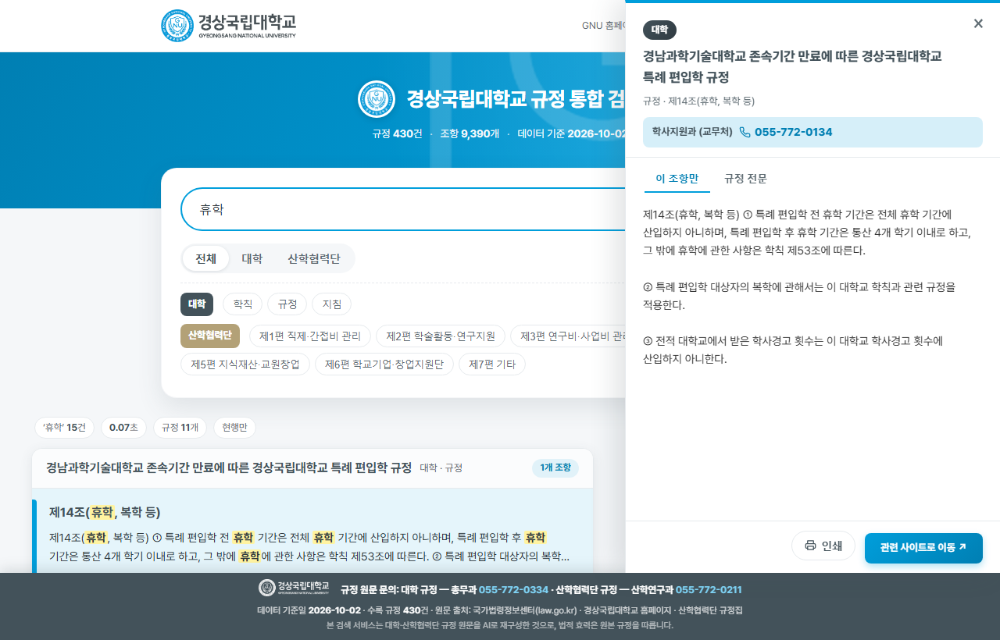 경상국립대학교
GYEONGSANG NATIONAL UNIVERSITY
GNU 홈페이
경상국립대학교 규정 통합 검
규정 430건 · 조항 9,390개 · 데이터 기준 2026-10-02
휴학
전체 대학 산학협력단
대학 학칙 규정 지침
산학협력단 제1편 직제·간접비 관리 제2편 학술활동·연구지원 제3편 연구비·사업비 관리
제5편 지식재산·교원창업 제6편 학교기업·창업지원단 제7편 기타
'휴학' 15건 0.07초 규정 11개 현행만
경남과학기술대학교 존속기간 만료에 따른 경상국립대학교 특례 편입학 규정 대학 · 규정 1개 조항
제14조(휴학, 복학 등)
제14조(휴학, 복학 등) ① 특례 편입학 전 휴학 기간은 전체 휴학 기간에 산입하지 아니하며, 특례 편입학 후 휴학
기간은 통산 4개 학기 이내로 하고, 그 밖에 휴학에 관한 사항은 학칙 제53조에 따른다. ② 특례 편입학 대상자의 복학…
대학 ×
경남과학기술대학교 존속기간 만료에 따른 경상국립대학교
특례 편입학 규정
규정 · 제14조(휴학, 복학 등)
학사지원과 (교무처) 055-772-0134
이 조항만 규정 전문
제14조(휴학, 복학 등) ① 특례 편입학 전 휴학 기간은 전체 휴학 기간에
산입하지 아니하며, 특례 편입학 후 휴학 기간은 통산 4개 학기 이내로 하고,
그 밖에 휴학에 관한 사항은 학칙 제53조에 따른다.
② 특례 편입학 대상자의 복학에 관해서는 이 대학교 학칙과 관련 규정을
적용한다.
③ 전적 대학교에서 받은 학사경고 횟수는 이 대학교 학사경고 횟수에
산입하지 아니한다.
인쇄 관련 사이트로 이동 ↗
경상국립대학교
GYEONGSANG NATIONAL UNIVERSITY
규정 원문 문의: 대학 규정 — 총무과 055-772-0334 · 산학협력단 규정 — 산학연구과 055-772-0211
데이터 기준일 2026-10-02 · 수록 규정 430건 · 원문 출처: 국가법령정보센터(law.go.kr) · 경상국립대학교 홈페이지 · 산학협력단 규정집
본 검색 서비스는 대학·산학협력단 규정 원문을 AI로 재구성한 것으로, 법적 효력은 원본 규정을 따릅니다.